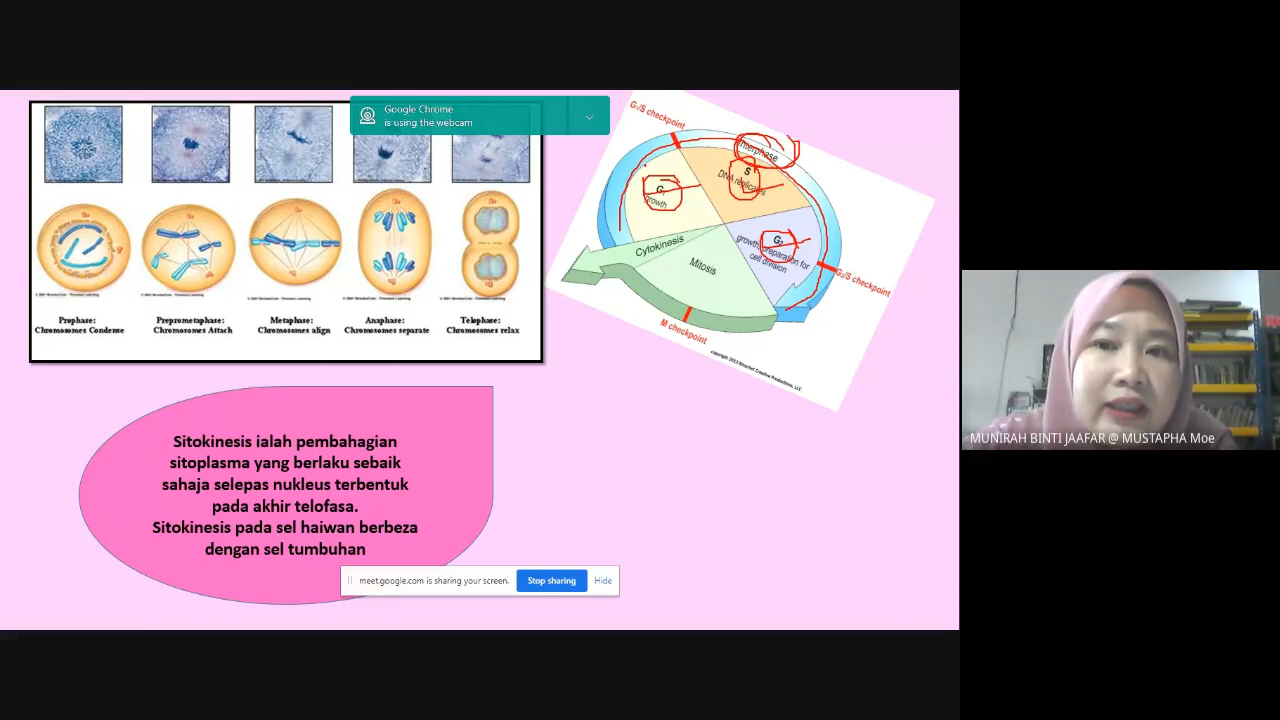 Google Chrome
is using the webcam
Prophase:
Chromosomes Condense
Preprometaphase:
Chromosomes Attach
Metaphase:
Chromosomes align
Anaphase:
Chromosomes separate
Telophase:
Chromosomes relax
G₁/S checkpoint
Interphase
S
DNA replicates
G₁
growth
G₂
growth, preparation for
cell division
G₂/S checkpoint
Cytokinesis
Mitosis
M checkpoint
Sitokinesis ialah pembahagian
sitoplasma yang berlaku sebaik
sahaja selepas nukleus terbentuk
pada akhir telofasa.
Sitokinesis pada sel haiwan berbeza
dengan sel tumbuhan
meet.google.com is sharing your screen.
Stop sharing
Hide
MUNIRAH BINTI JAAFAR @ MUSTAPHA Moe